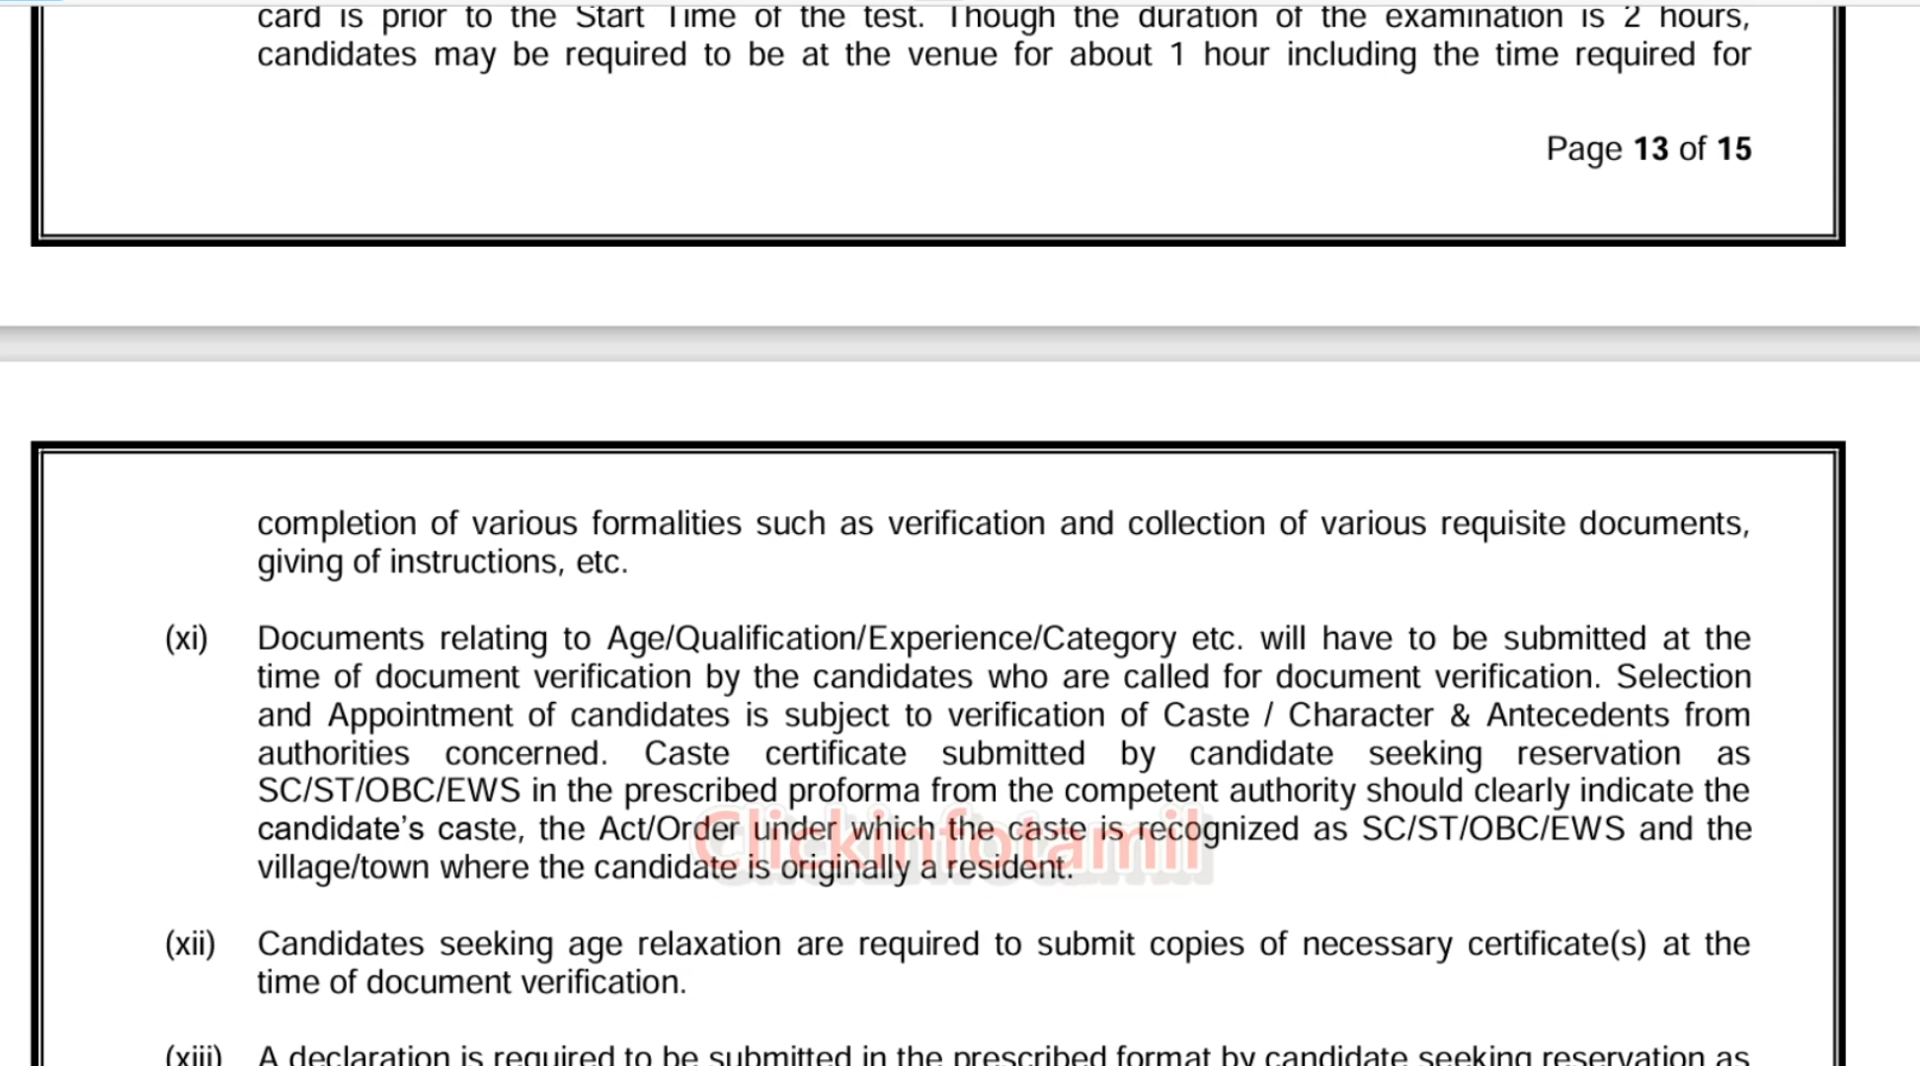 card is prior to the Start Time of the test. Though the duration of the examination is 2 hours,
candidates may be required to be at the venue for about 1 hour including the time required for
Page 13 of 15
completion of various formalities such as verification and collection of various requisite documents,
giving of instructions, etc.
(xi) Documents relating to Age/Qualification/Experience/Category etc. will have to be submitted at the
time of document verification by the candidates who are called for document verification. Selection
and Appointment of candidates is subject to verification of Caste / Character & Antecedents from
authorities concerned. Caste certificate submitted by candidate seeking reservation as
SC/ST/OBC/EWS in the prescribed proforma from the competent authority should clearly indicate the
candidate's caste, the Act/Order under which the caste is recognized as SC/ST/OBC/EWS and the
village/town where the candidate is originally a resident.
Clickinfotamil
(xii) Candidates seeking age relaxation are required to submit copies of necessary certificate(s) at the
time of document verification.
(xiii) A declaration is required to be submitted in the prescribed format by candidate seeking reservation as